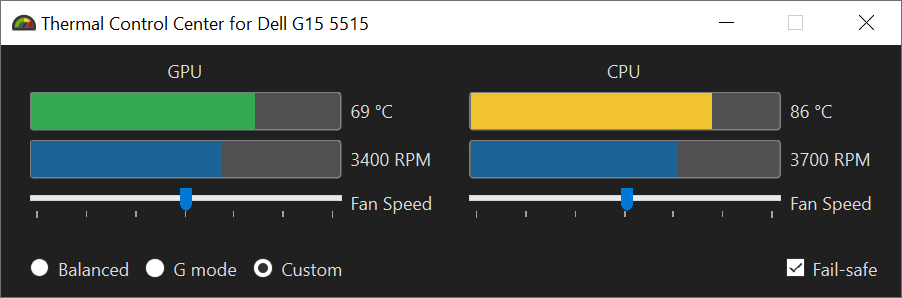 Thermal Control Center for Dell G15 5515
GPU
69 °C
3400 RPM
Fan Speed
CPU
86 °C
3700 RPM
Fan Speed
Balanced G mode Custom
Fail-safe